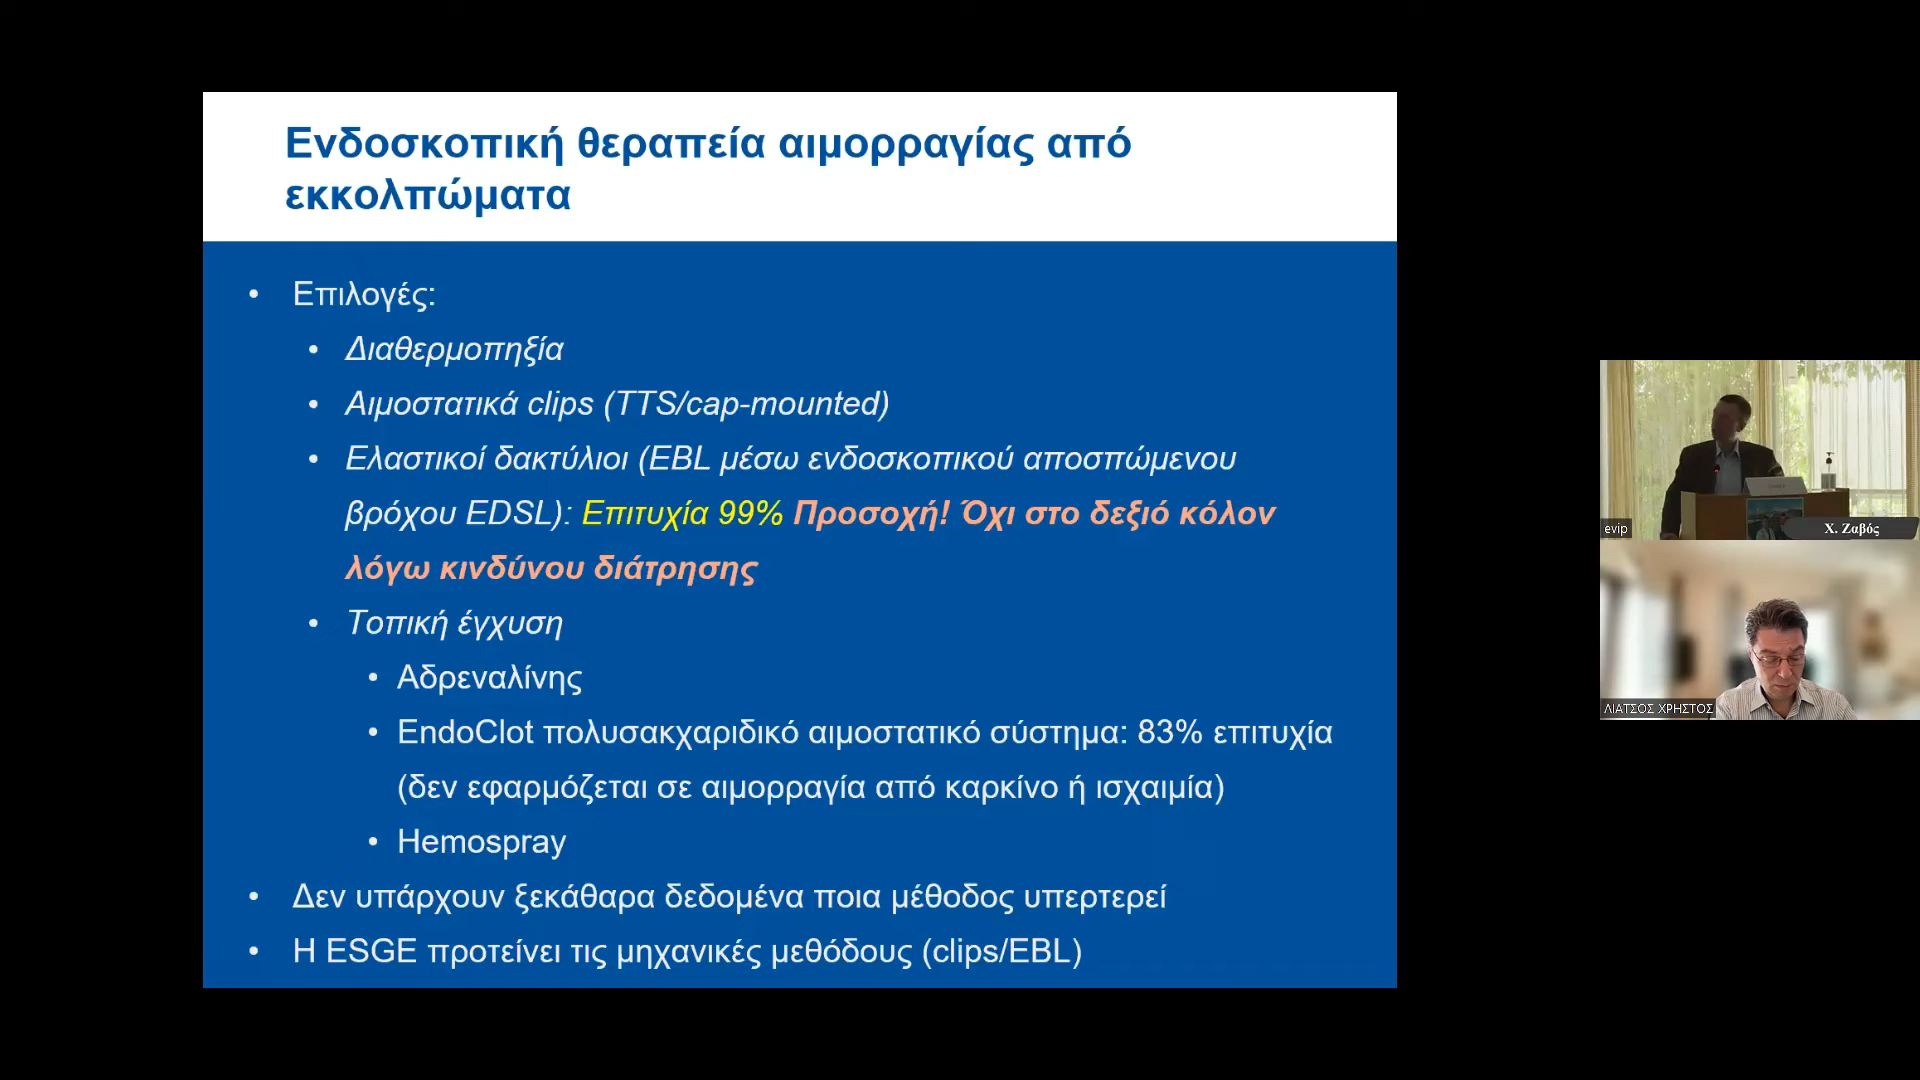 Ενδοσκοπική θεραπεία αιμορραγίας από
εκκολπώματα
• Επιλογές:
• Διαθερμοπηξία
• Αιμοστατικά clips (TTS/cap-mounted)
• Ελαστικοί δακτύλιοι (EBL μέσω ενδοσκοπικού αποσπώμενου
βρόχου EDSL): Επιτυχία 99% Προσοχή! Όχι στο δεξιό κόλον
λόγω κινδύνου διάτρησης
• Τοπική έγχυση
• Αδρεναλίνης
• EndoClot πολυσακχαριδικό αιμοστατικό σύστημα: 83% επιτυχία
(δεν εφαρμόζεται σε αιμορραγία από καρκίνο ή ισχαιμία)
• Hemospray
• Δεν υπάρχουν ξεκάθαρα δεδομένα ποια μέθοδος υπερτερεί
• Η ESGE προτείνει τις μηχανικές μεθόδους (clips/EBL)
evip
Χ. Ζαβός
ΛΙΑΤΣΟΣ ΧΡΗΣΤΟΣ